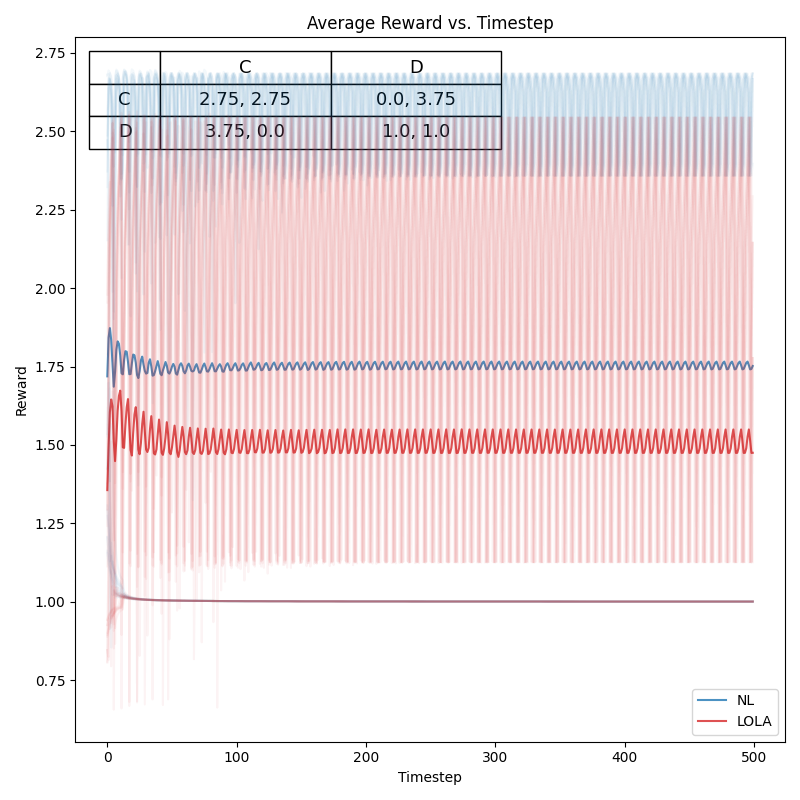 Average Reward vs. Timestep
2.75
2.50
2.25
2.00
1.75
1.50
1.25
1.00
0.75
Reward
C D
C 2.75, 2.75 0.0, 3.75
D 3.75, 0.0 1.0, 1.0
NL
LOLA
0 100 200 300 400 500
Timestep